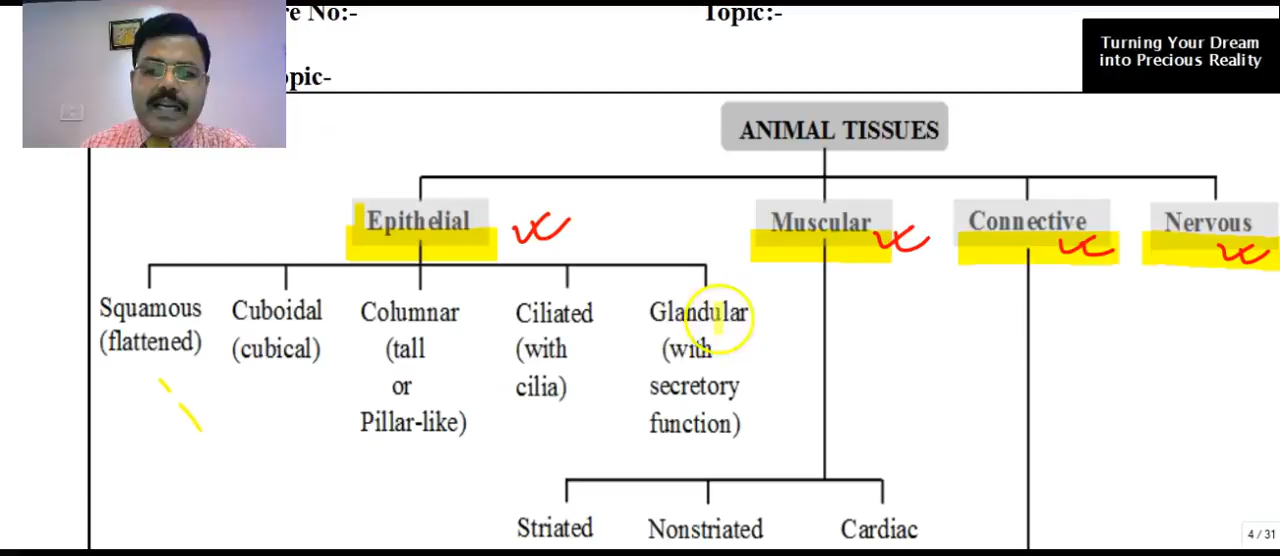 re No:-
Topic:-
opic-
Turning Your Dream
into Precious Reality
ANIMAL TISSUES
Epithelial
Muscular
Connective
Nervous
Squamous
(flattened)
Cuboidal
(cubical)
Columnar
(tall
or
Pillar-like)
Ciliated
(with
cilia)
Glandular
(with
secretory
function)
Striated
Nonstriated
Cardiac
4 / 31